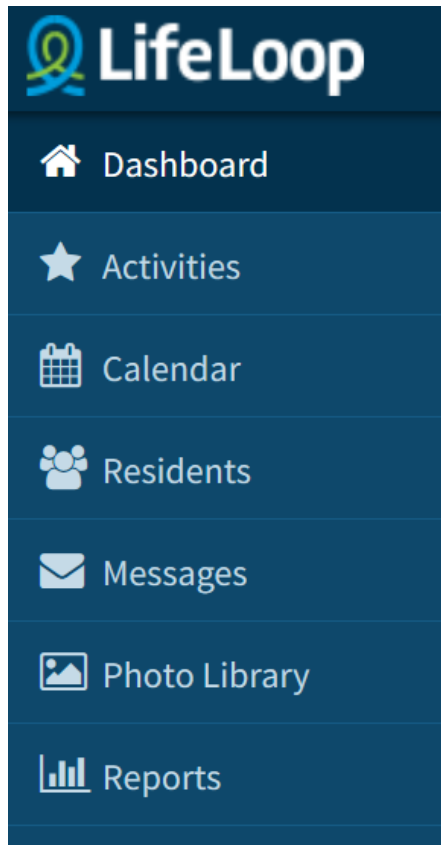 LifeLoop
Dashboard
Activities
Calendar
Residents
Messages
Photo Library
Reports